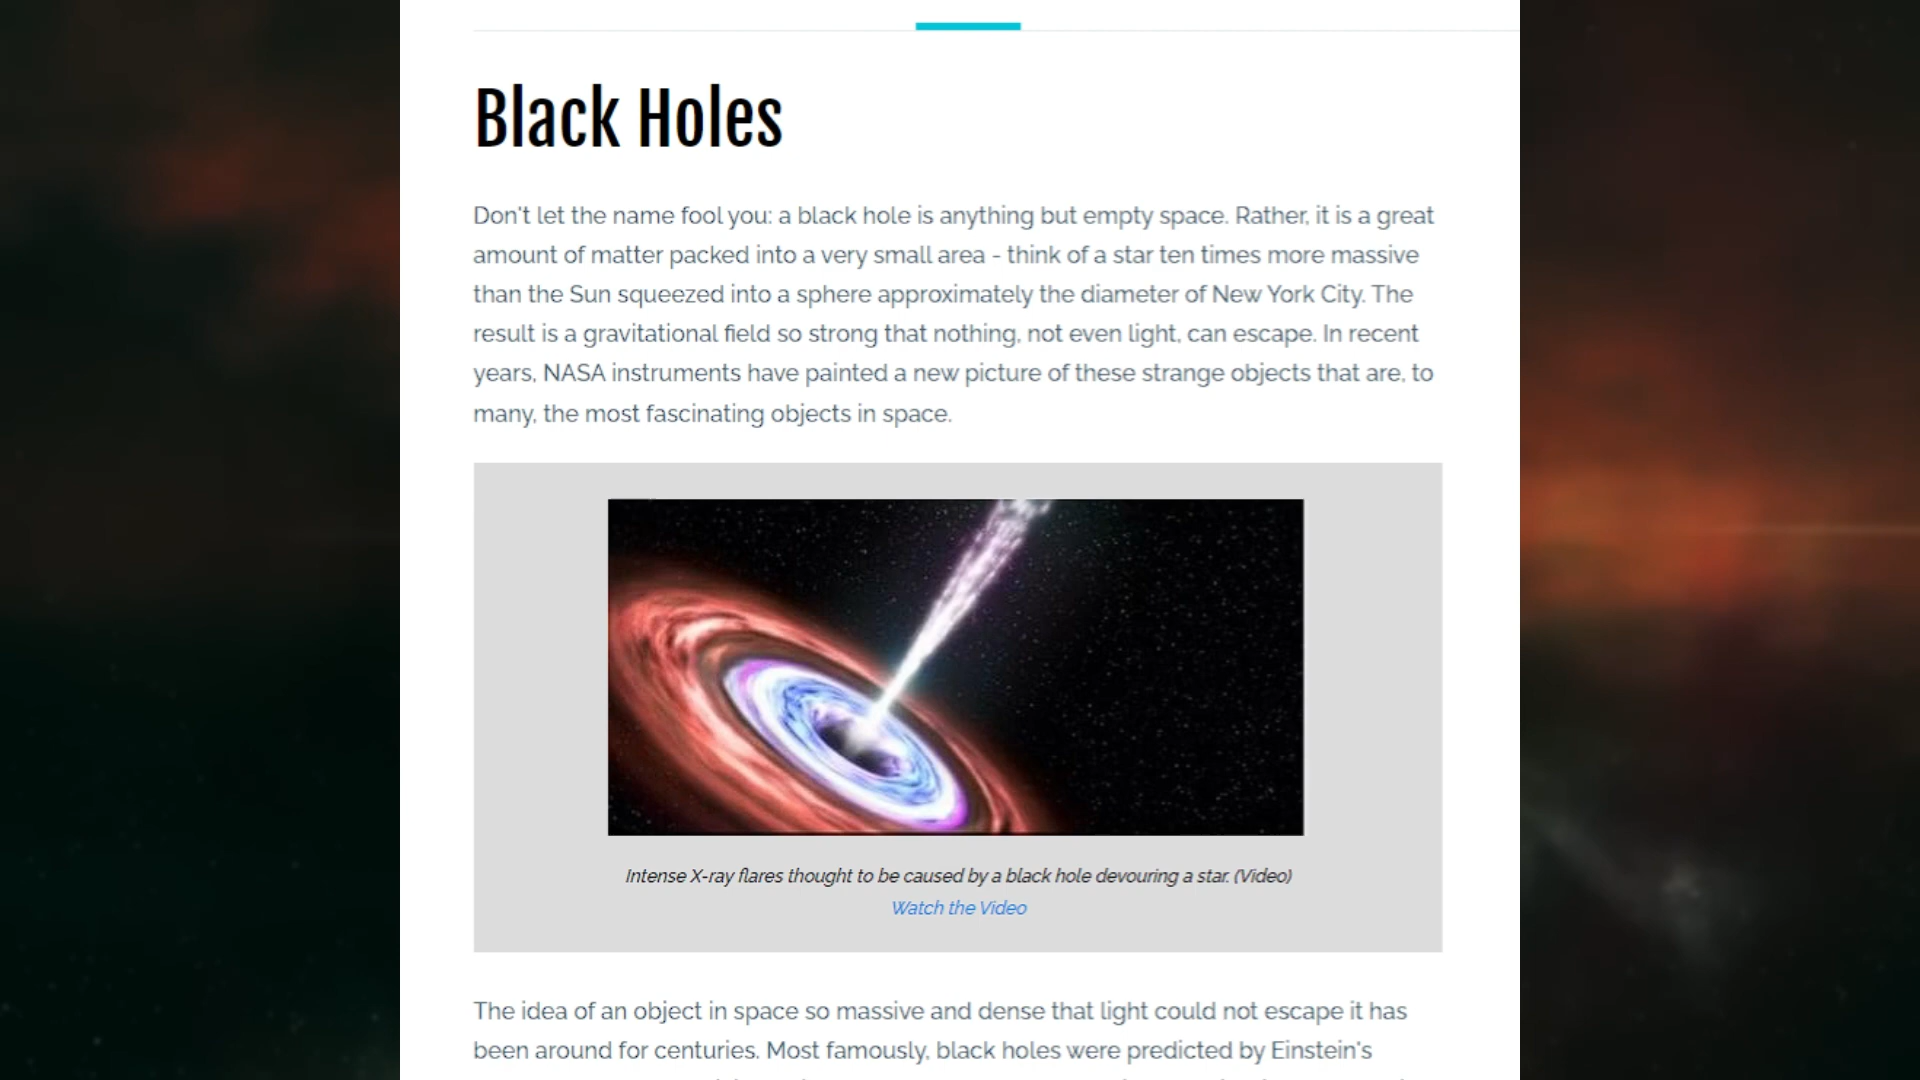 Black Holes
Don't let the name fool you: a black hole is anything but empty space. Rather, it is a great
amount of matter packed into a very small area - think of a star ten times more massive
than the Sun squeezed into a sphere approximately the diameter of New York City. The
result is a gravitational field so strong that nothing, not even light, can escape. In recent
years, NASA instruments have painted a new picture of these strange objects that are, to
many, the most fascinating objects in space.
Intense X-ray flares thought to be caused by a black hole devouring a star. (Video)
Watch the Video
The idea of an object in space so massive and dense that light could not escape it has
been around for centuries. Most famously, black holes were predicted by Einstein's